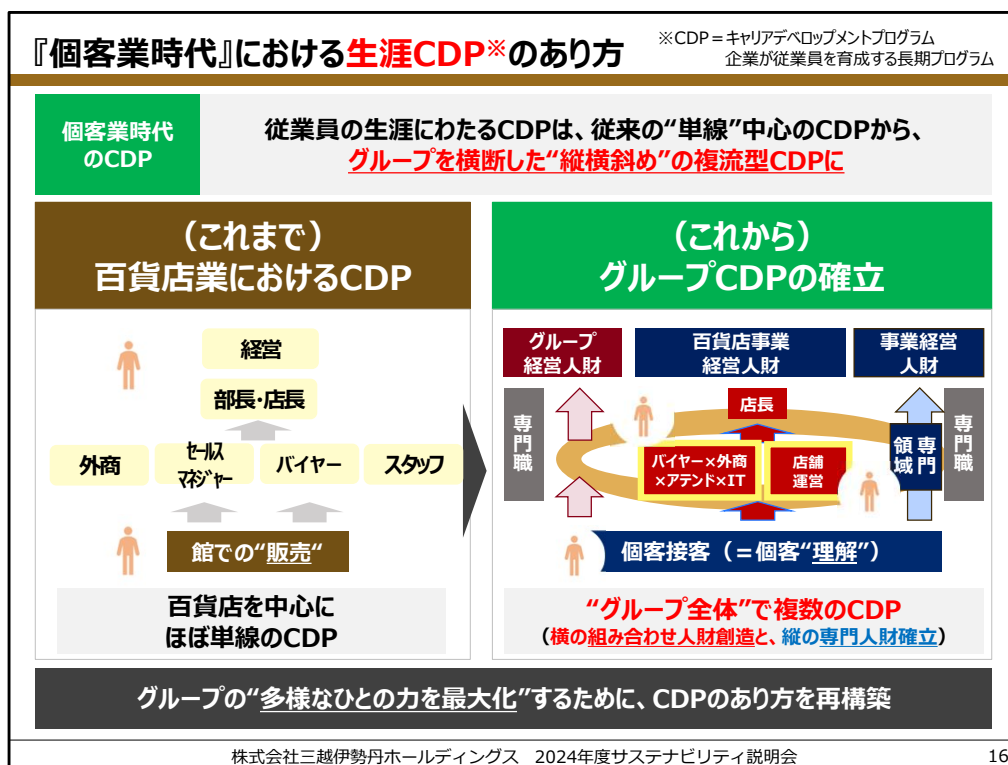 『個客業時代』における生涯CDP※のあり方
※CDP＝キャリアデベロップメントプログラム
企業が従業員を育成する長期プログラム
個客業時代
のCDP
従業員の生涯にわたるCDPは、従来の“単線”中心のCDPから、
グループを横断した“縦横斜め”の複流型CDPに
（これまで）
百貨店業におけるCDP
経営
部長・店長
外商
セールス
マネジャー
バイヤー
スタッフ
館での“販売“
百貨店を中心に
ほぼ単線のCDP
（これから）
グループCDPの確立
グループ
経営人財
百貨店事業
経営人財
事業経営
人財
専門職
店長
バイヤー×外商
×アテンド×IT
店舗
運営
専門
領域
専門職
個客接客（＝個客“理解”）
“グループ全体”で複数のCDP
（横の組み合わせ人財創造と、縦の専門人財確立）
グループの“多様なひとの力を最大化”するために、CDPのあり方を再構築
株式会社三越伊勢丹ホールディングス　2024年度サステナビリティ説明会
16